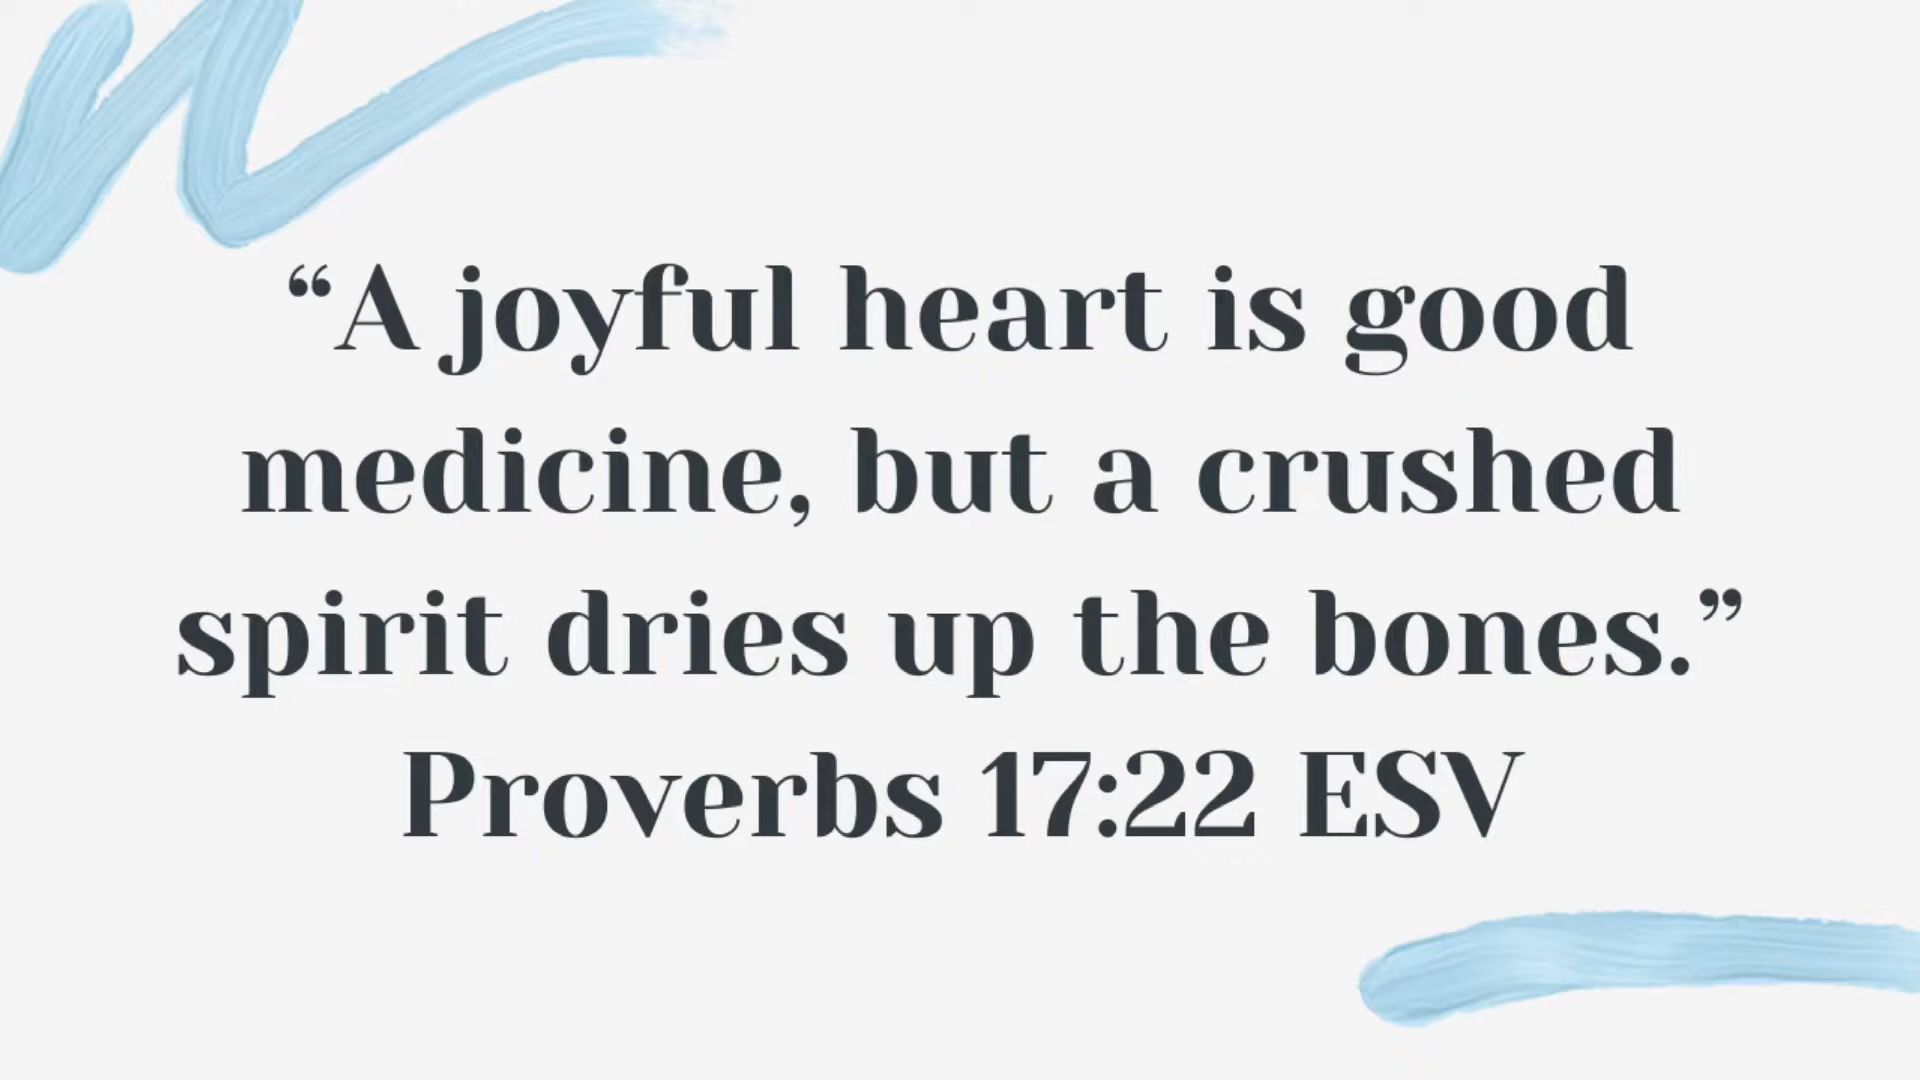 “A joyful heart is good
medicine, but a crushed
spirit dries up the bones.”
Proverbs 17:22 ESV